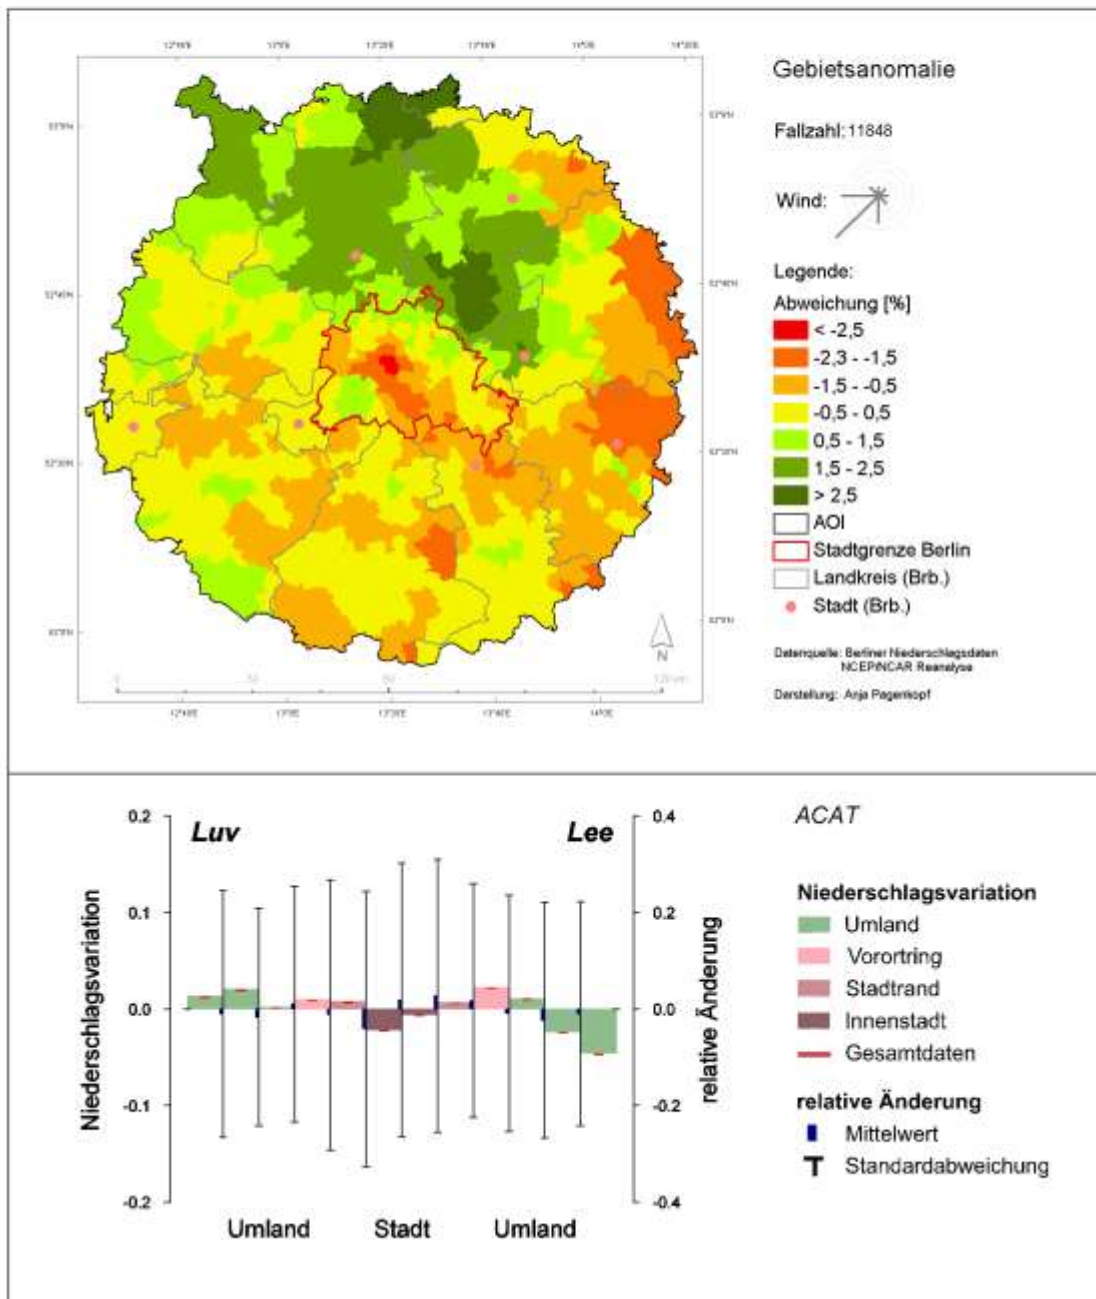 Gebietsanomalie
Fallzahl: 11848
Wind:
Legende:
Abweichung [%]
< -2,5
-2,3 - -1,5
-1,5 - -0,5
-0,5 - 0,5
0,5 - 1,5
1,5 - 2,5
> 2,5
AOI
Stadtgrenze Berlin
Landkreis (Brb.)
Stadt (Brb.)
N
Datenquelle: Berliner Niederschlagsdaten
NCEP/NCAR Reanalyse
Darstellung: Anja Pagenkopf
Luv
Lee
Niederschlagsvariation
0.2
0.1
0.0
-0.1
-0.2
0.4
0.2
0.0
-0.2
-0.4
relative Änderung
Umland
Stadt
Umland
ACAT
Niederschlagsvariation
Umland
Vorortring
Stadtrand
Innenstadt
Gesamtdaten
relative Änderung
Mittelwert
Standardabweichung